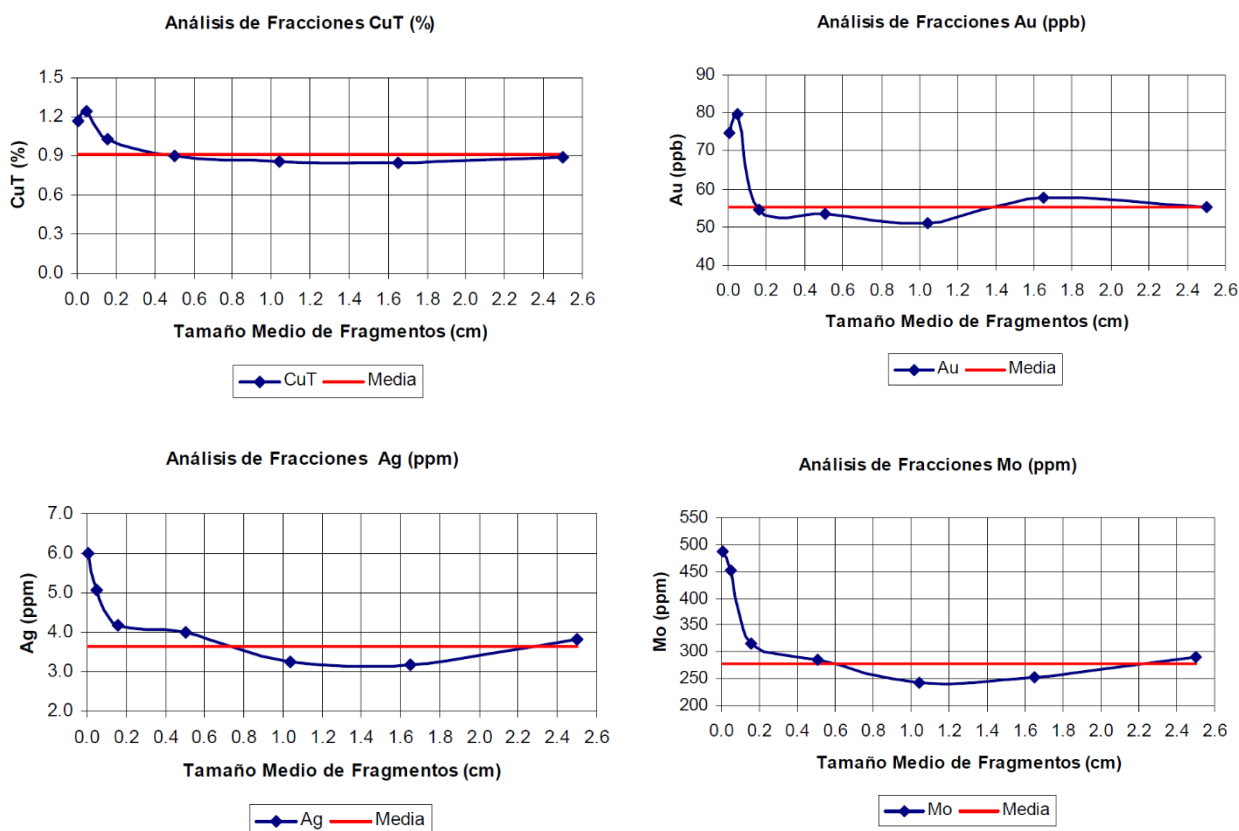 Análisis de Fracciones CuT (%)
1.5
1.2
0.9
0.6
0.3
0.0
CuT (%)
0.0 0.2 0.4 0.6 0.8 1.0 1.2 1.4 1.6 1.8 2.0 2.2 2.4 2.6
Tamaño Medio de Fragmentos (cm)
CuT Media
Análisis de Fracciones Au (ppb)
90
80
70
60
50
40
Au (ppb)
0.0 0.2 0.4 0.6 0.8 1.0 1.2 1.4 1.6 1.8 2.0 2.2 2.4 2.6
Tamaño Medio de Fragmentos (cm)
Au Media
Análisis de Fracciones Ag (ppm)
7.0
6.0
5.0
4.0
3.0
2.0
Ag (ppm)
0.0 0.2 0.4 0.6 0.8 1.0 1.2 1.4 1.6 1.8 2.0 2.2 2.4 2.6
Tamaño Medio de Fragmentos (cm)
Ag Media
Análisis de Fracciones Mo (ppm)
550
500
450
400
350
300
250
200
Mo (ppm)
0.0 0.2 0.4 0.6 0.8 1.0 1.2 1.4 1.6 1.8 2.0 2.2 2.4 2.6
Tamaño Medio de Fragmentos (cm)
Mo Media